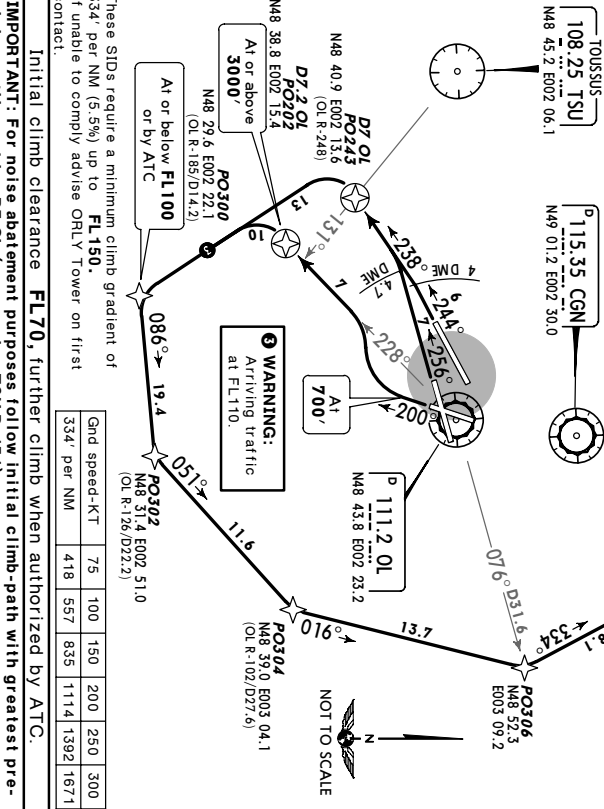 TOUSSUS
108.25 TSU
N48 45.2 E002 06.1
D
115.35 CGN
N49 01.2 E002 30.0
D7 OL
PO243
N48 40.9 E002 13.6
(OL R-248)
D7.2 OL
PO202
N48 38.8 E002 15.4
At or above
3000'
PO300
N48 29.6 E002 22.1
(OL R-185/D14.2)
At or below FL100
or by ATC
13
10
3
131°
238°
4 DME
4.7
DME
244°
6
7
256°
7
228°
200°
At
700'
D
111.2 OL
N48 43.8 E002 23.2
3 WARNING:
Arriving traffic
at FL110.
086°
19.4
PO302
N48 31.4 E002 51.0
(OL R-126/D22.2)
051°
11.6
PO304
N48 39.0 E003 04.1
(OL R-102/D27.6)
016°
13.7
076°
D31.6
334°
8.1
PO306
N48 52.3
E003 09.2
N
NOT TO SCALE
These SIDs require a minimum climb gradient of
334' per NM (5.5%) up to FL150.
If unable to comply advise ORLY Tower on first
contact.
Gnd speed-KT 75 100 150 200 250 300
334' per NM 418 557 835 1114 1392 1671
Initial climb clearance FL70, further climb when authorized by ATC.
IMPORTANT: For noise abatement purposes follow initial climb-path with greatest pre-